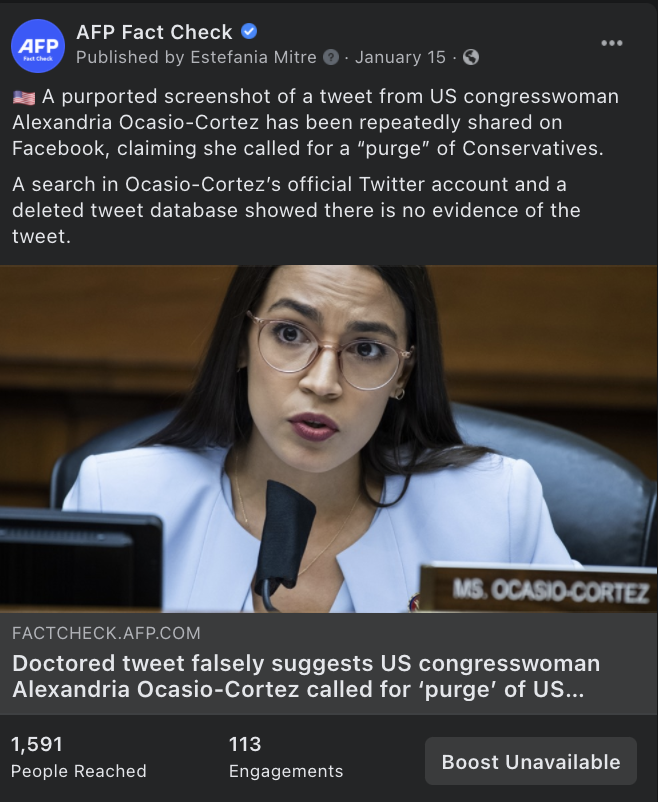 AFP
Fact Check
AFP Fact Check
Published by Estefania Mitre ? · January 15 ·
🇺🇸 A purported screenshot of a tweet from US congresswoman
Alexandria Ocasio-Cortez has been repeatedly shared on
Facebook, claiming she called for a “purge” of Conservatives.
A search in Ocasio-Cortez’s official Twitter account and a
deleted tweet database showed there is no evidence of the
tweet.
MS. OCASIO-CORTEZ
FACTCHECK.AFP.COM
Doctored tweet falsely suggests US congresswoman
Alexandria Ocasio-Cortez called for ‘purge’ of US...
1,591 113
People Reached Engagements
Boost Unavailable